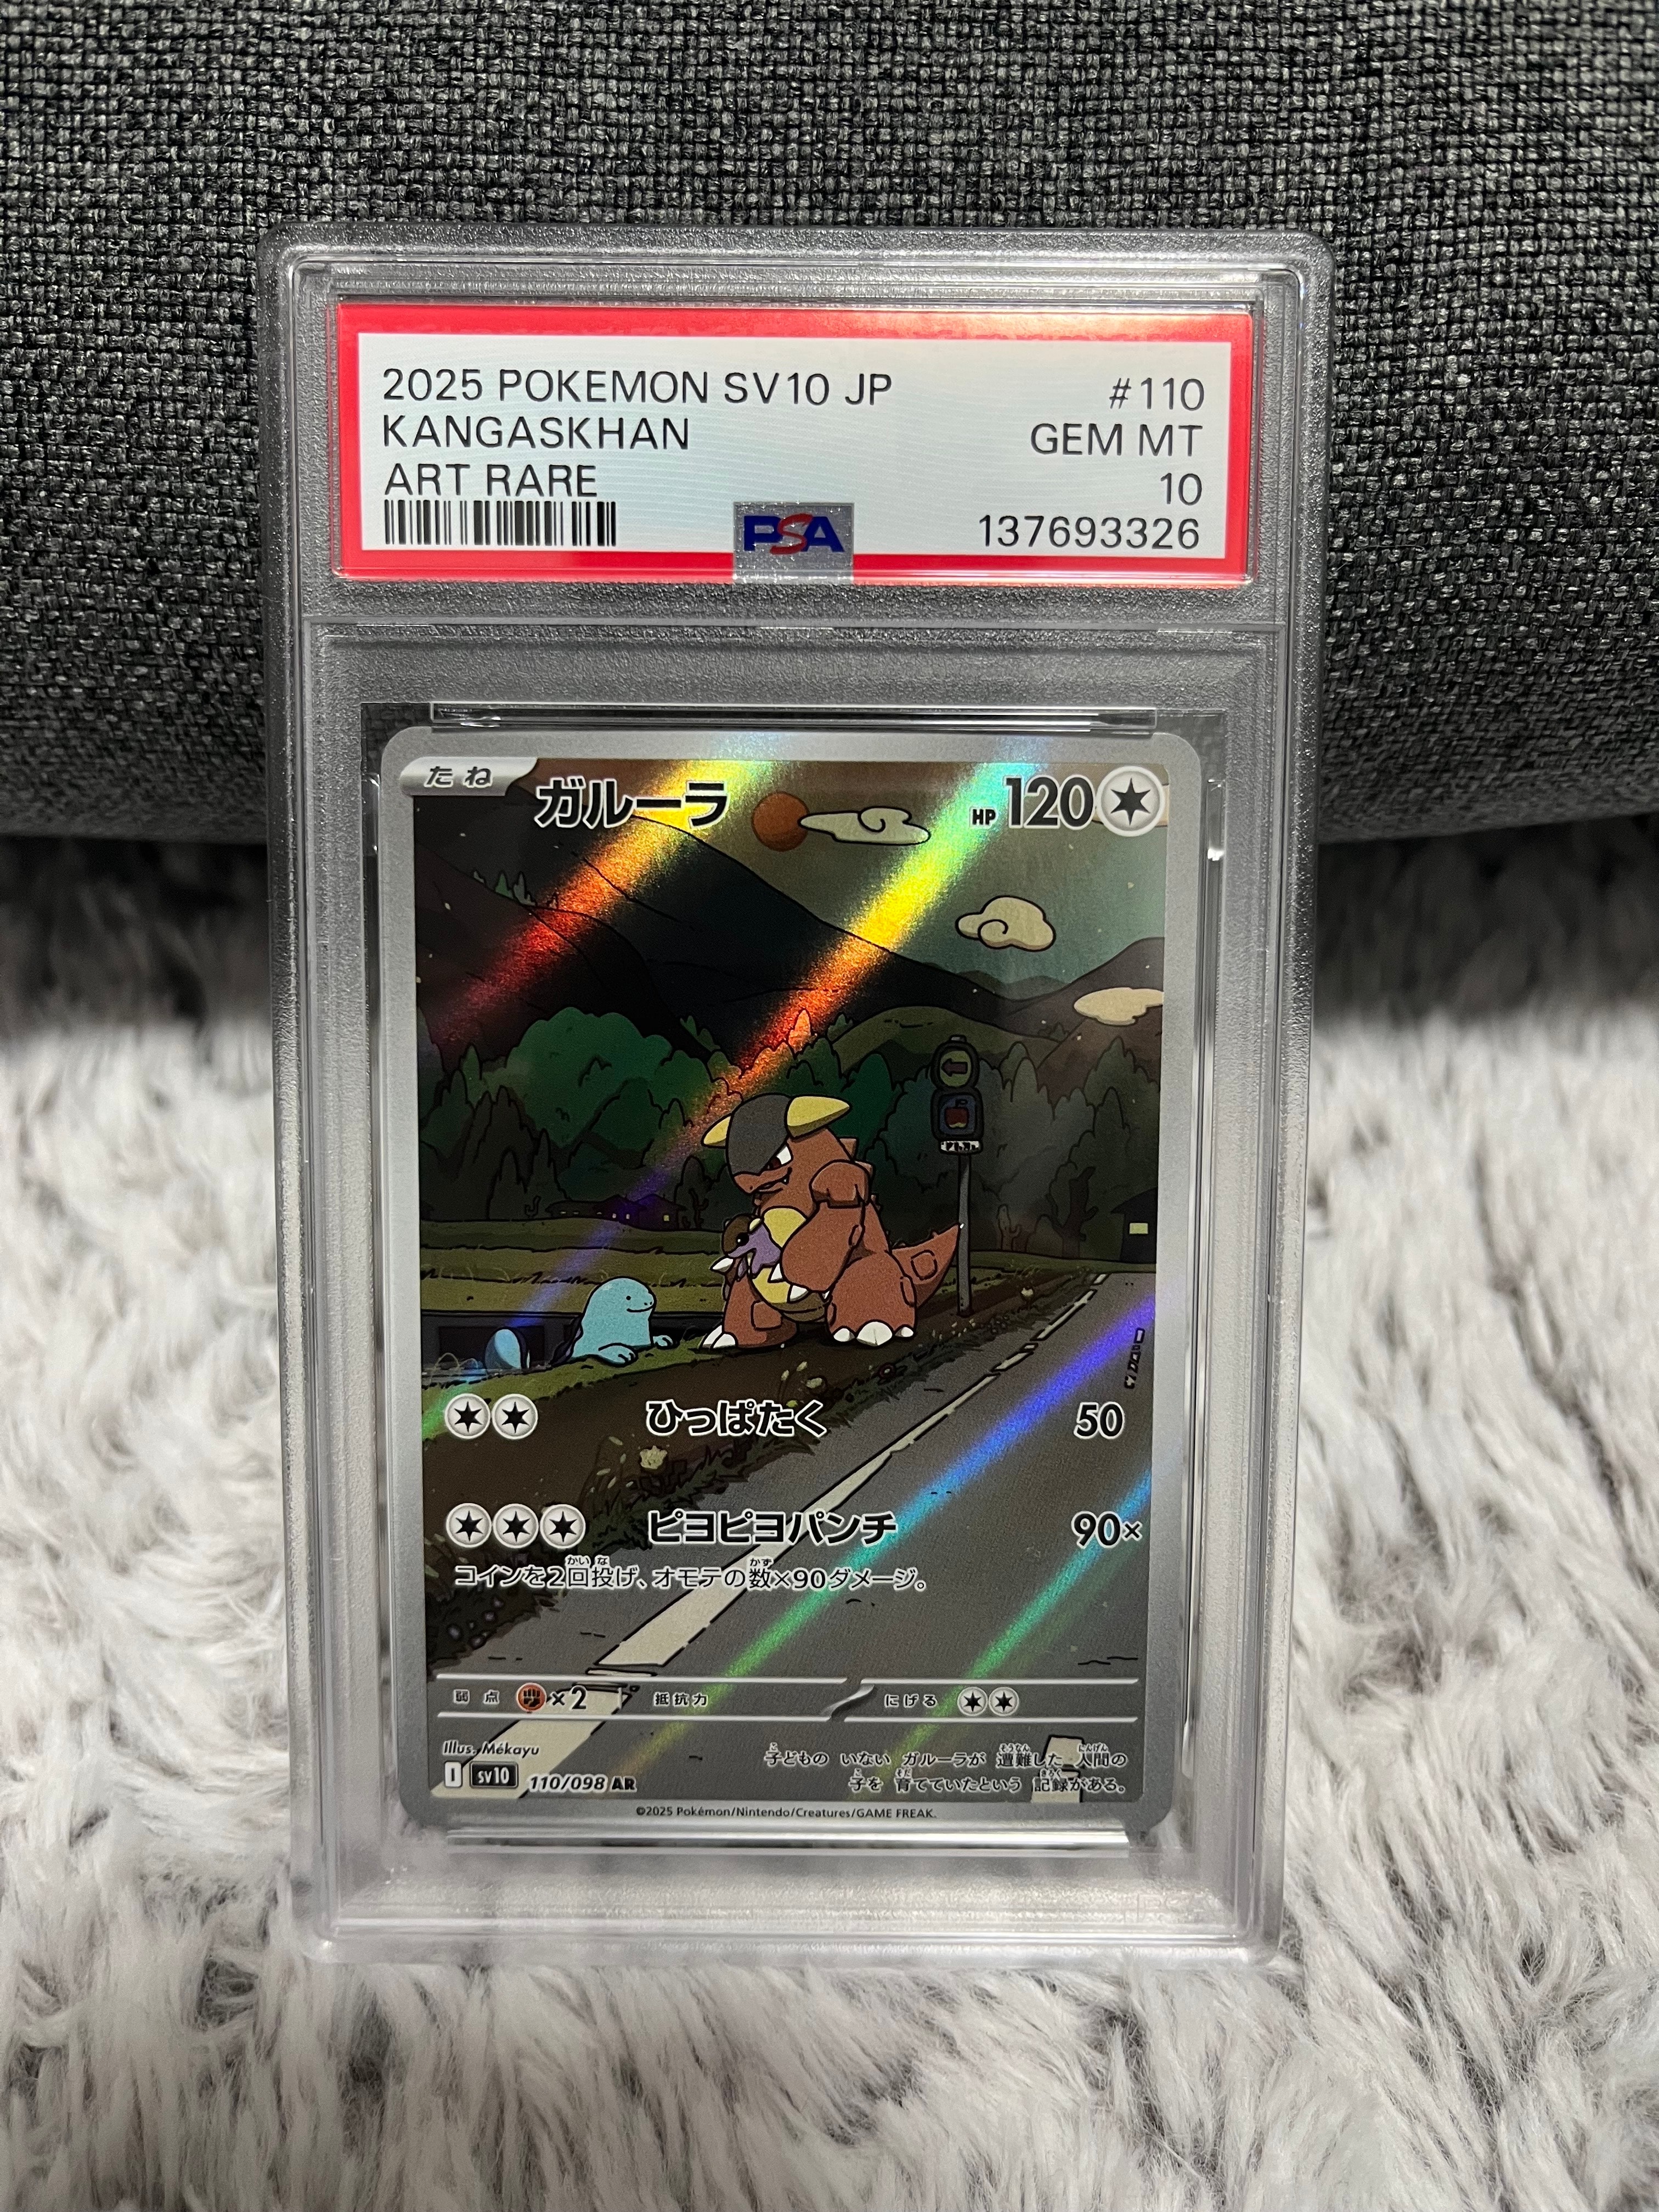 2025 POKEMON SV10 JP #110
KANGASKHAN GEM MT
ART RARE 10
PSA 137693326
たね ガルーラ HP 120
ひっぱたく 50
ピヨピヨパンチ 90×
コインを2回投げ、オモテの数×90ダメージ。
弱点 ×2 抵抗力 にげる
Illus. Mékayu
子どもの いない ガルーラが 遭難した 人間の
子を 育てていたという 記録がある。
I sv10 110/098 AR
©2025 Pokémon/Nintendo/Creatures/GAME FREAK.